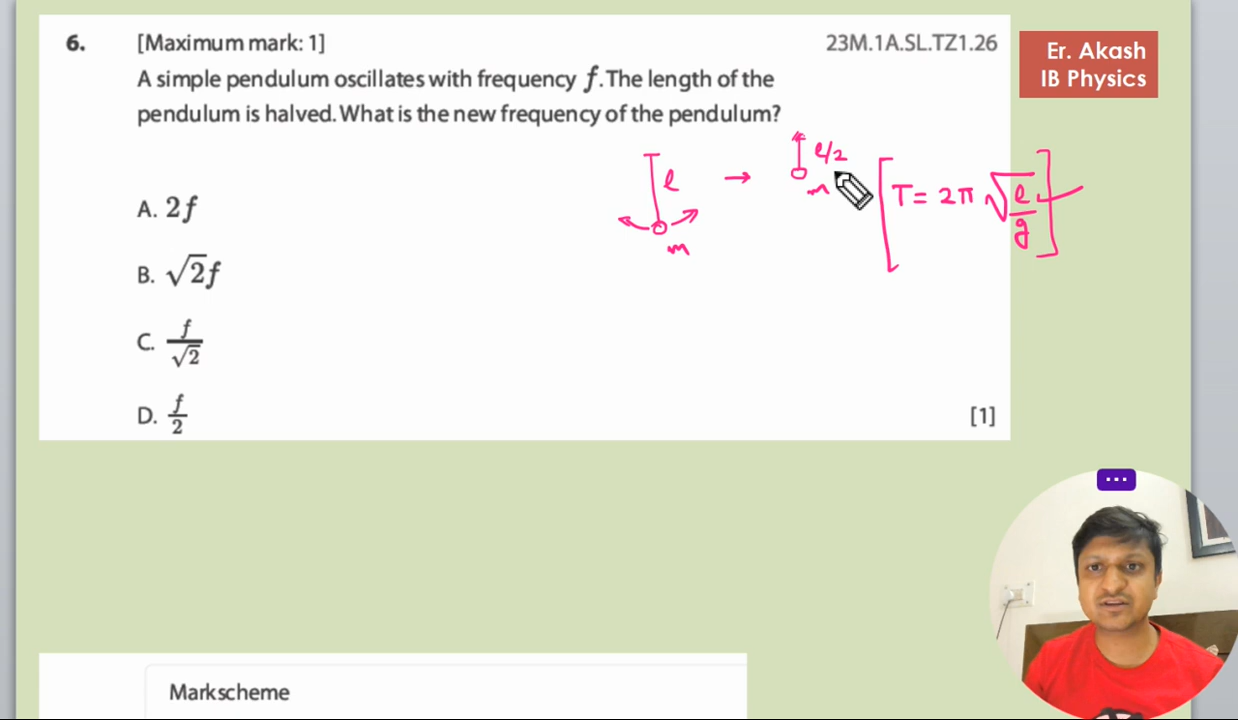 6. [Maximum mark: 1] 23M.1A.SL.TZ1.26
Er. Akash
IB Physics
A simple pendulum oscillates with frequency f. The length of the
pendulum is halved. What is the new frequency of the pendulum?
l → l/2
m m
[T = 2π √(l/g)]
A. 2f
B. √2f
C. f/√2
D. f/2
[1]
Markscheme